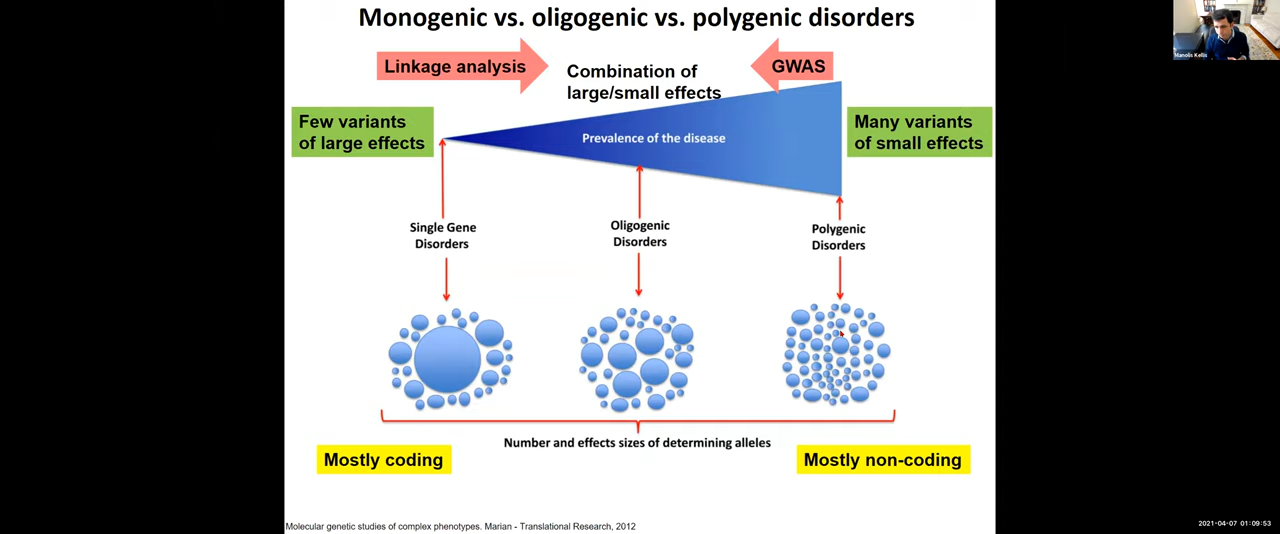 Monogenic vs. oligogenic vs. polygenic disorders
Linkage analysis
Combination of
large/small effects
GWAS
Manolis Kellis
Few variants
of large effects
Prevalence of the disease
Many variants
of small effects
Single Gene
Disorders
Oligogenic
Disorders
Polygenic
Disorders
Number and effects sizes of determining alleles
Mostly coding
Mostly non-coding
Molecular genetic studies of complex phenotypes. Marian - Translational Research, 2012
2021-04-07 01:09:53